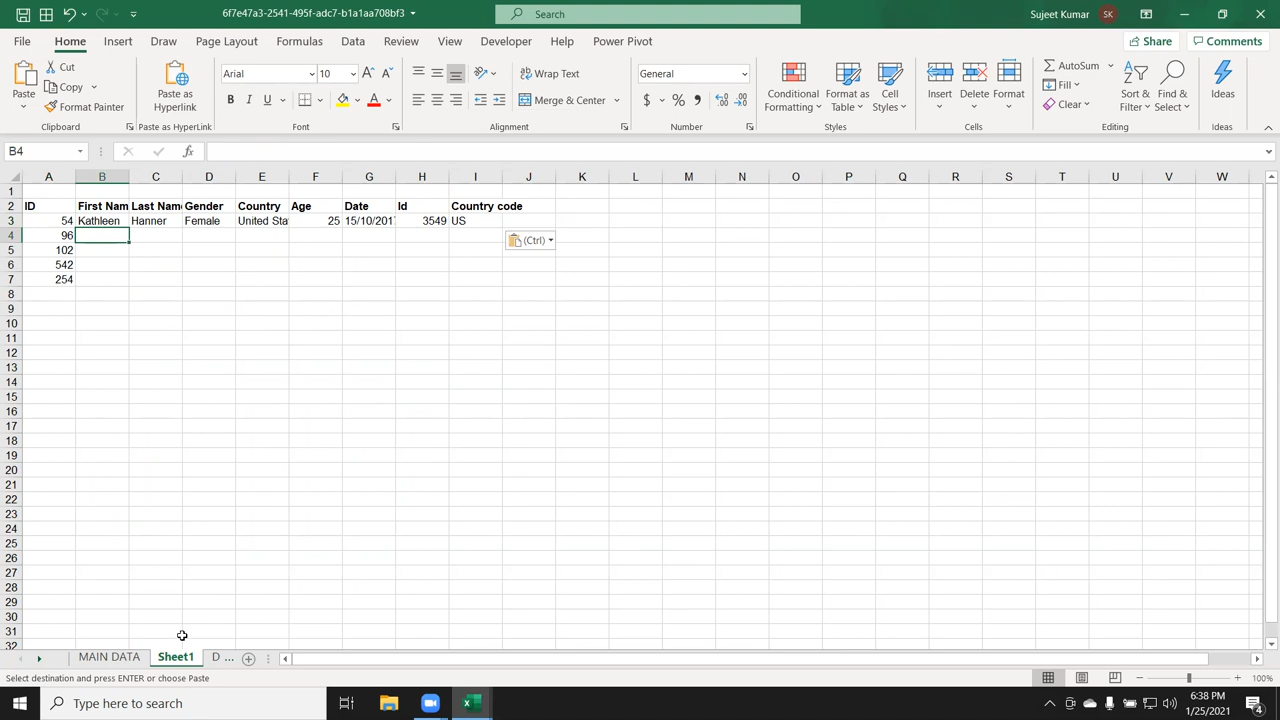 6f7e47a3-2541-495f-adc7-b1a1aa708bf3
Search
Sujeet Kumar
SK
File Home Insert Draw Page Layout Formulas Data Review View Developer Help Power Pivot
Share
Comments
Paste
Cut
Copy
Format Painter
Clipboard
Paste as Hyperlink
Paste as HyperLink
Arial
10
B I U
Font
Wrap Text
Merge & Center
Alignment
General
$ % ,
Number
Conditional Formatting
Format as Table
Cell Styles
Styles
Insert
Delete
Format
Cells
AutoSum
Fill
Clear
Sort & Filter
Find & Select
Editing
Ideas
Ideas
B4
fx
A B C D E F G H I J K L M N O P Q R S T U V W
1
2 ID First Nam Last Name Gender Country Age Date Id Country code
3 54 Kathleen Hanner Female United Sta 25 15/10/2017 3549 US
4 96
(Ctrl)
5 102
6 542
7 254
8
9
10
11
12
13
14
15
16
17
18
19
20
21
22
23
24
25
26
27
28
29
30
31
32
MAIN DATA Sheet1 D ...
Select destination and press ENTER or choose Paste
100%
Type here to search
6:38 PM
1/25/2021
4